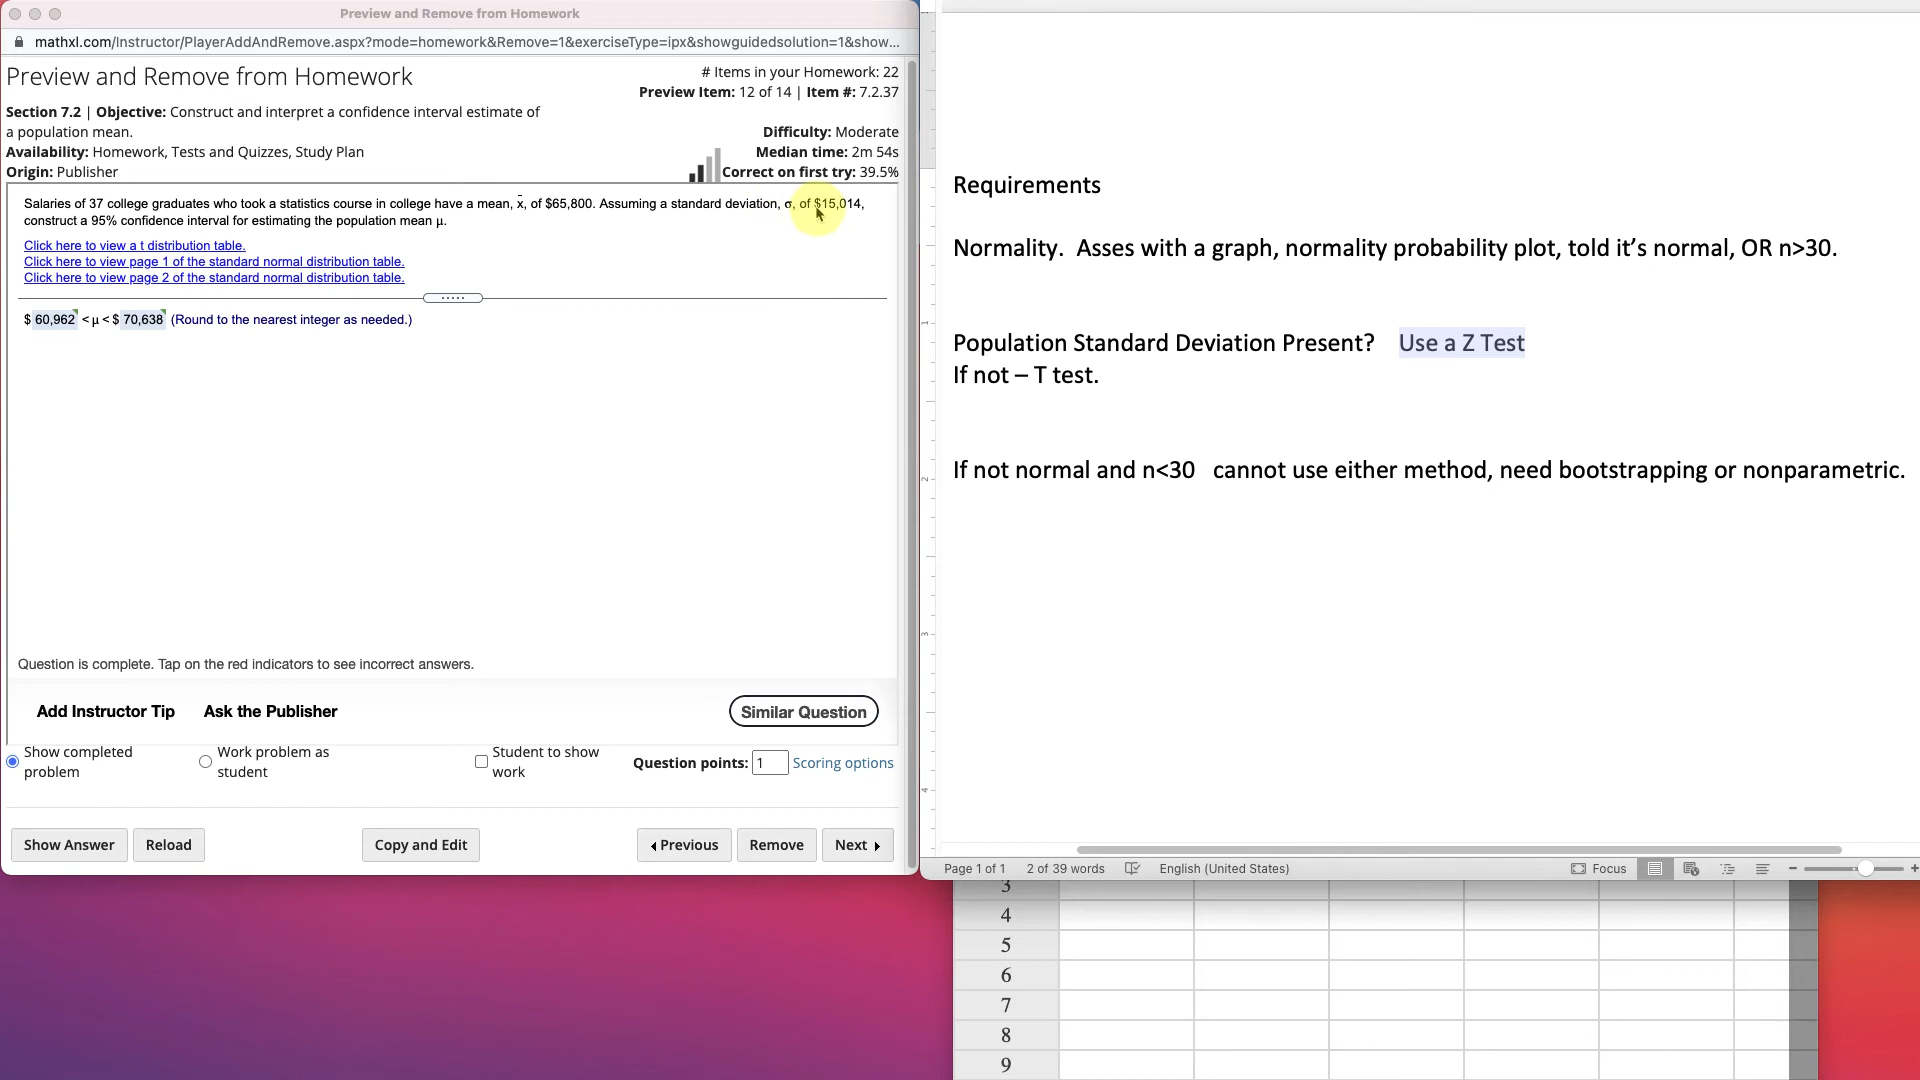 Preview and Remove from Homework
mathxl.com/Instructor/PlayerAddAndRemove.aspx?mode=homework&Remove=1&exerciseType=ipx&showguidedsolution=1&show...
Preview and Remove from Homework
# Items in your Homework: 22
Preview Item: 12 of 14 | Item #: 7.2.37
Section 7.2 | Objective: Construct and interpret a confidence interval estimate of
a population mean.
Difficulty: Moderate
Availability: Homework, Tests and Quizzes, Study Plan
Median time: 2m 54s
Origin: Publisher
Correct on first try: 39.5%
Salaries of 37 college graduates who took a statistics course in college have a mean, x̄, of $65,800. Assuming a standard deviation, σ, of $15,014,
construct a 95% confidence interval for estimating the population mean μ.
Click here to view a t distribution table.
Click here to view page 1 of the standard normal distribution table.
Click here to view page 2 of the standard normal distribution table.
$ 60,962 < μ < $ 70,638 (Round to the nearest integer as needed.)
Question is complete. Tap on the red indicators to see incorrect answers.
Add Instructor Tip
Ask the Publisher
Similar Question
Show completed
problem
Work problem as
student
Student to show
work
Question points: 1
Scoring options
Show Answer
Reload
Copy and Edit
Previous
Remove
Next
Requirements
Normality. Asses with a graph, normality probability plot, told it's normal, OR n>30.
Population Standard Deviation Present? Use a Z Test
If not – T test.
If not normal and n<30 cannot use either method, need bootstrapping or nonparametric.
1
2
3
4
Page 1 of 1
2 of 39 words
English (United States)
Focus
3
4
5
6
7
8
9